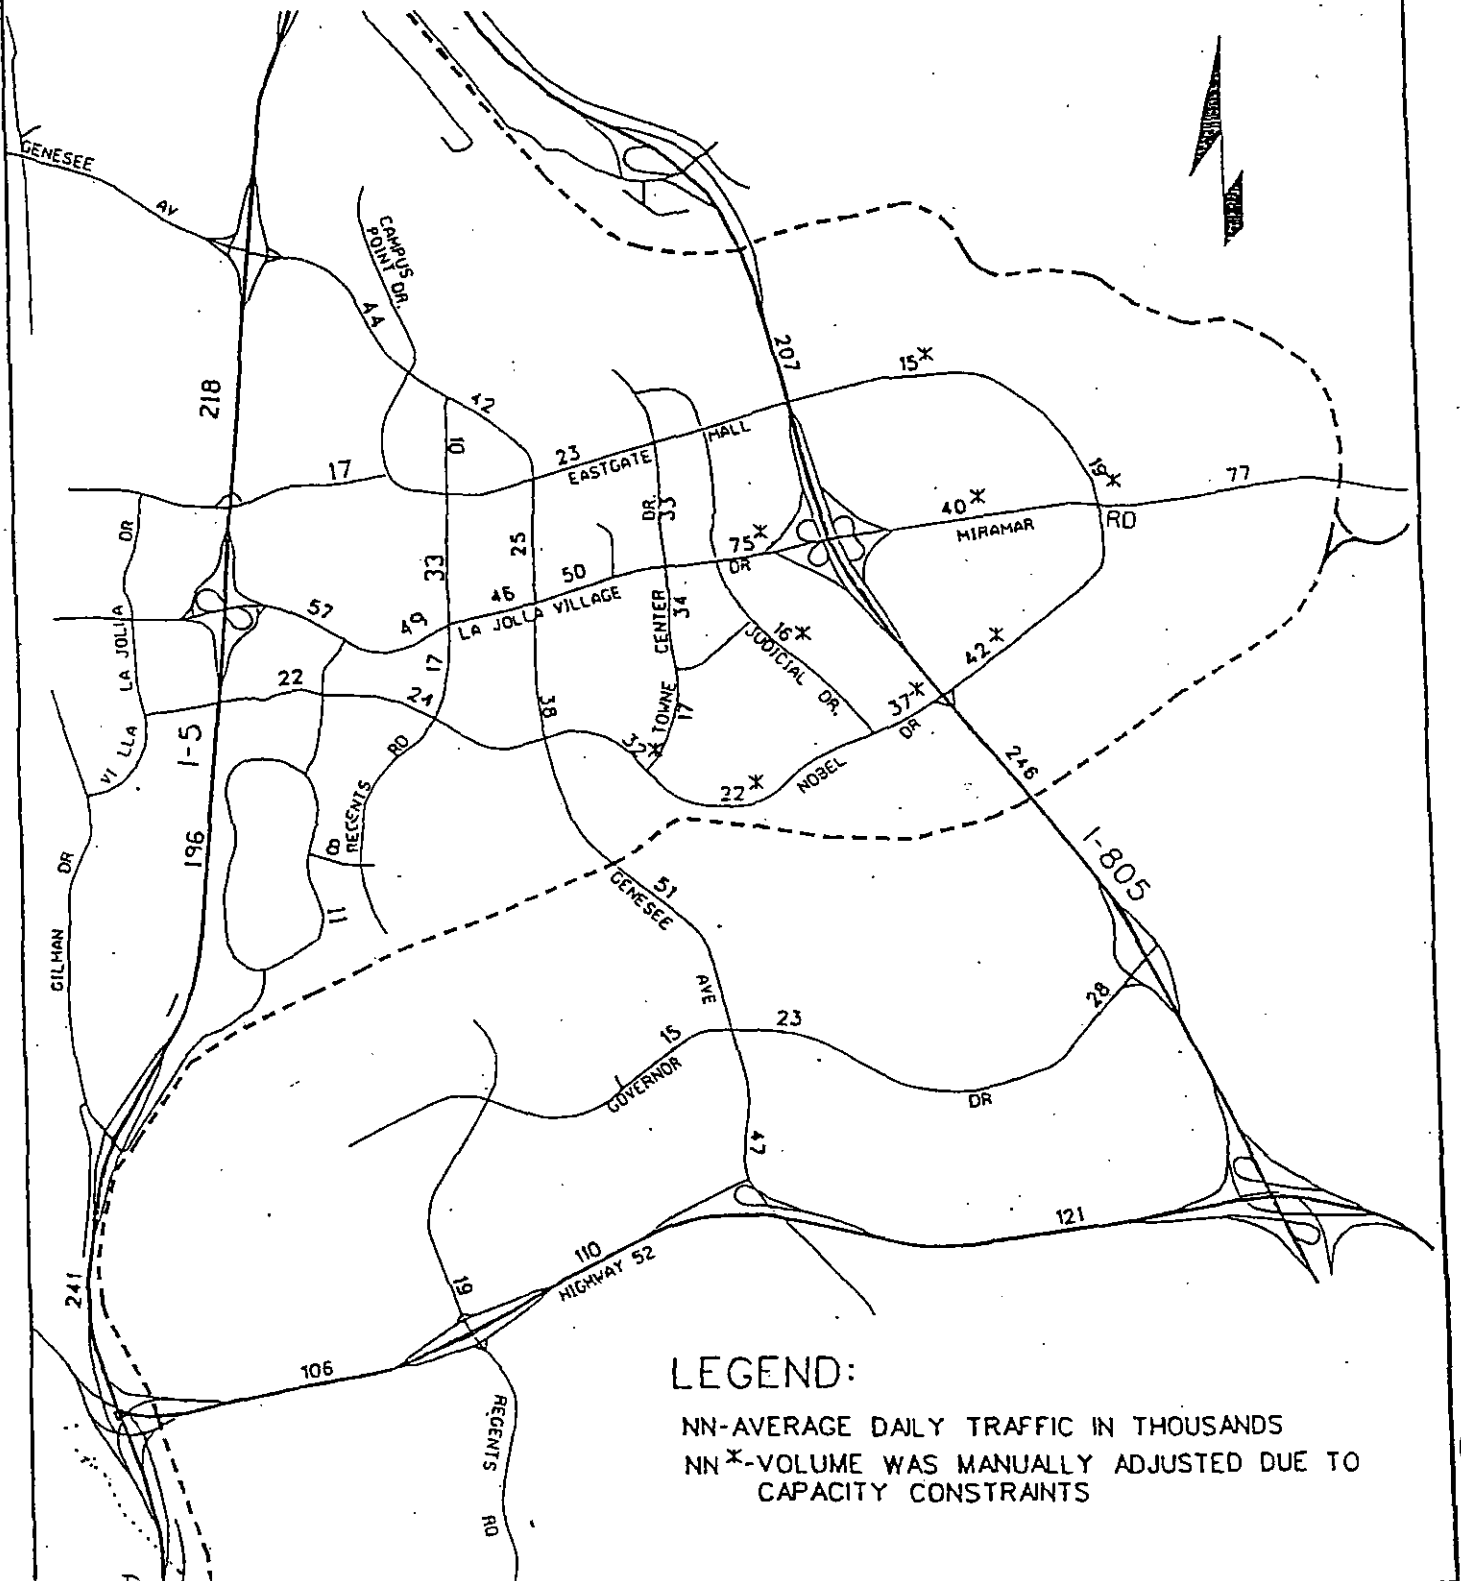 GENESEE
AV
CAMPUS
POINT DR.
44
218
207
15*
42
10
17
23
EASTGATE
MALL
19*
77
DR
33
DR.
25
33
75*
DR
40*
MIRAMAR
RD
57
49
46
50
LA JOLLA VILLAGE
LA JOLLA
CENTER
34
16*
JUDICIAL DR.
42*
17
22
24
38
TOWNE
17
32*
37*
DR
NOBEL
22*
246
VI LLA
I-5
RD
REGENTS
8
196
11
I-805
GILMAN
DR
51
GENESEE
AVE
28
15
23
GOVERNOR
DR
47
121
110
HIGHWAY 52
19
241
106
REGENTS
RD
LEGEND:
NN-AVERAGE DAILY TRAFFIC IN THOUSANDS
NN*-VOLUME WAS MANUALLY ADJUSTED DUE TO
CAPACITY CONSTRAINTS